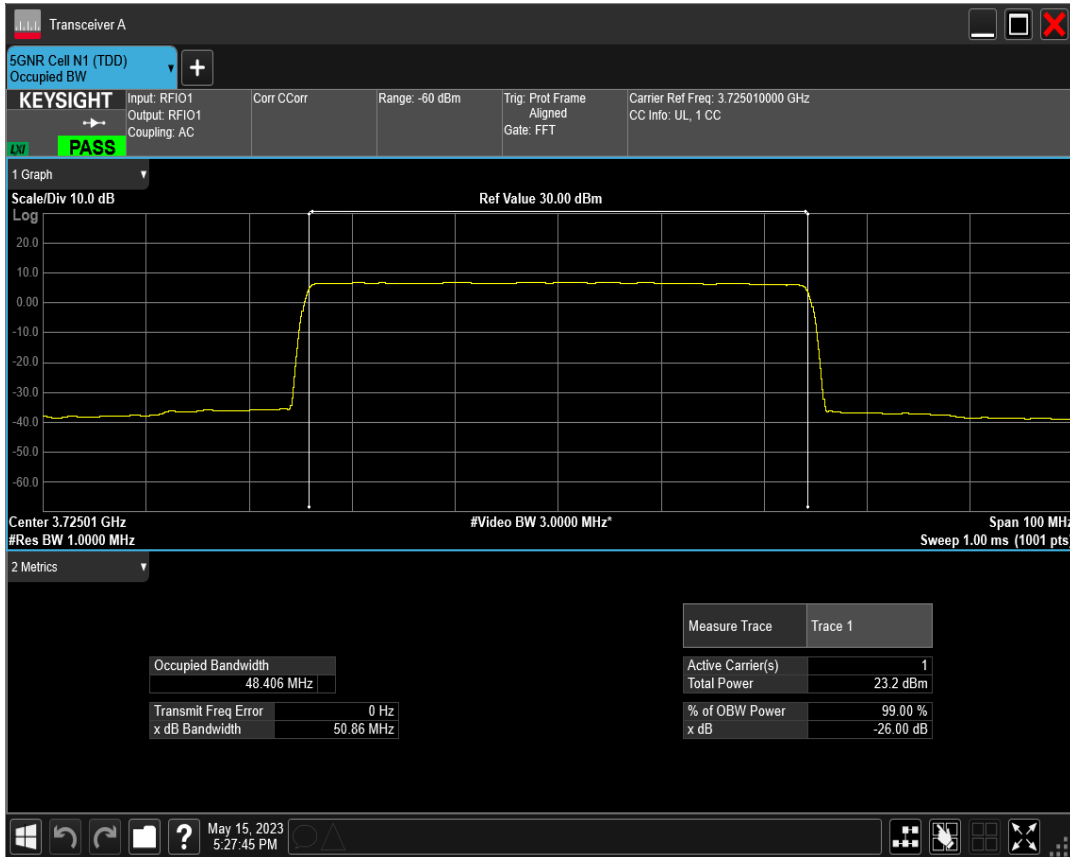 Transceiver A
5GNR Cell N1 (TDD)
Occupied BW
+
KEYSIGHT
LXI
PASS
Input: RFIO1
Output: RFIO1
Coupling: AC
Corr CCorr
Range: -60 dBm
Trig: Prot Frame
Aligned
Gate: FFT
Carrier Ref Freq: 3.725010000 GHz
CC Info: UL, 1 CC
1 Graph
Scale/Div 10.0 dB
Ref Value 30.00 dBm
Log
20.0
10.0
0.00
-10.0
-20.0
-30.0
-40.0
-50.0
-60.0
Center 3.72501 GHz
#Video BW 3.0000 MHz*
Span 100 MHz
#Res BW 1.0000 MHz
Sweep 1.00 ms (1001 pts)
2 Metrics
Measure Trace Trace 1
Occupied Bandwidth
48.406 MHz
Active Carrier(s) 1
Total Power 23.2 dBm
Transmit Freq Error 0 Hz
x dB Bandwidth 50.86 MHz
% of OBW Power 99.00 %
x dB -26.00 dB
?
May 15, 2023
5:27:45 PM